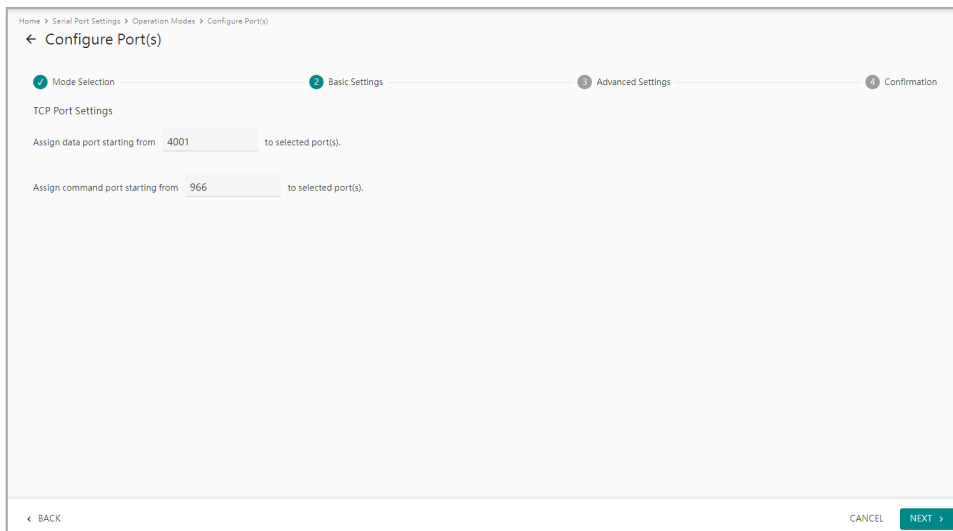 Home > Serial Port Settings > Operation Modes > Configure Port(s)
← Configure Port(s)
✓ Mode Selection 2 Basic Settings 3 Advanced Settings 4 Confirmation
TCP Port Settings
Assign data port starting from 4001 to selected port(s).
Assign command port starting from 966 to selected port(s).
< BACK CANCEL NEXT >